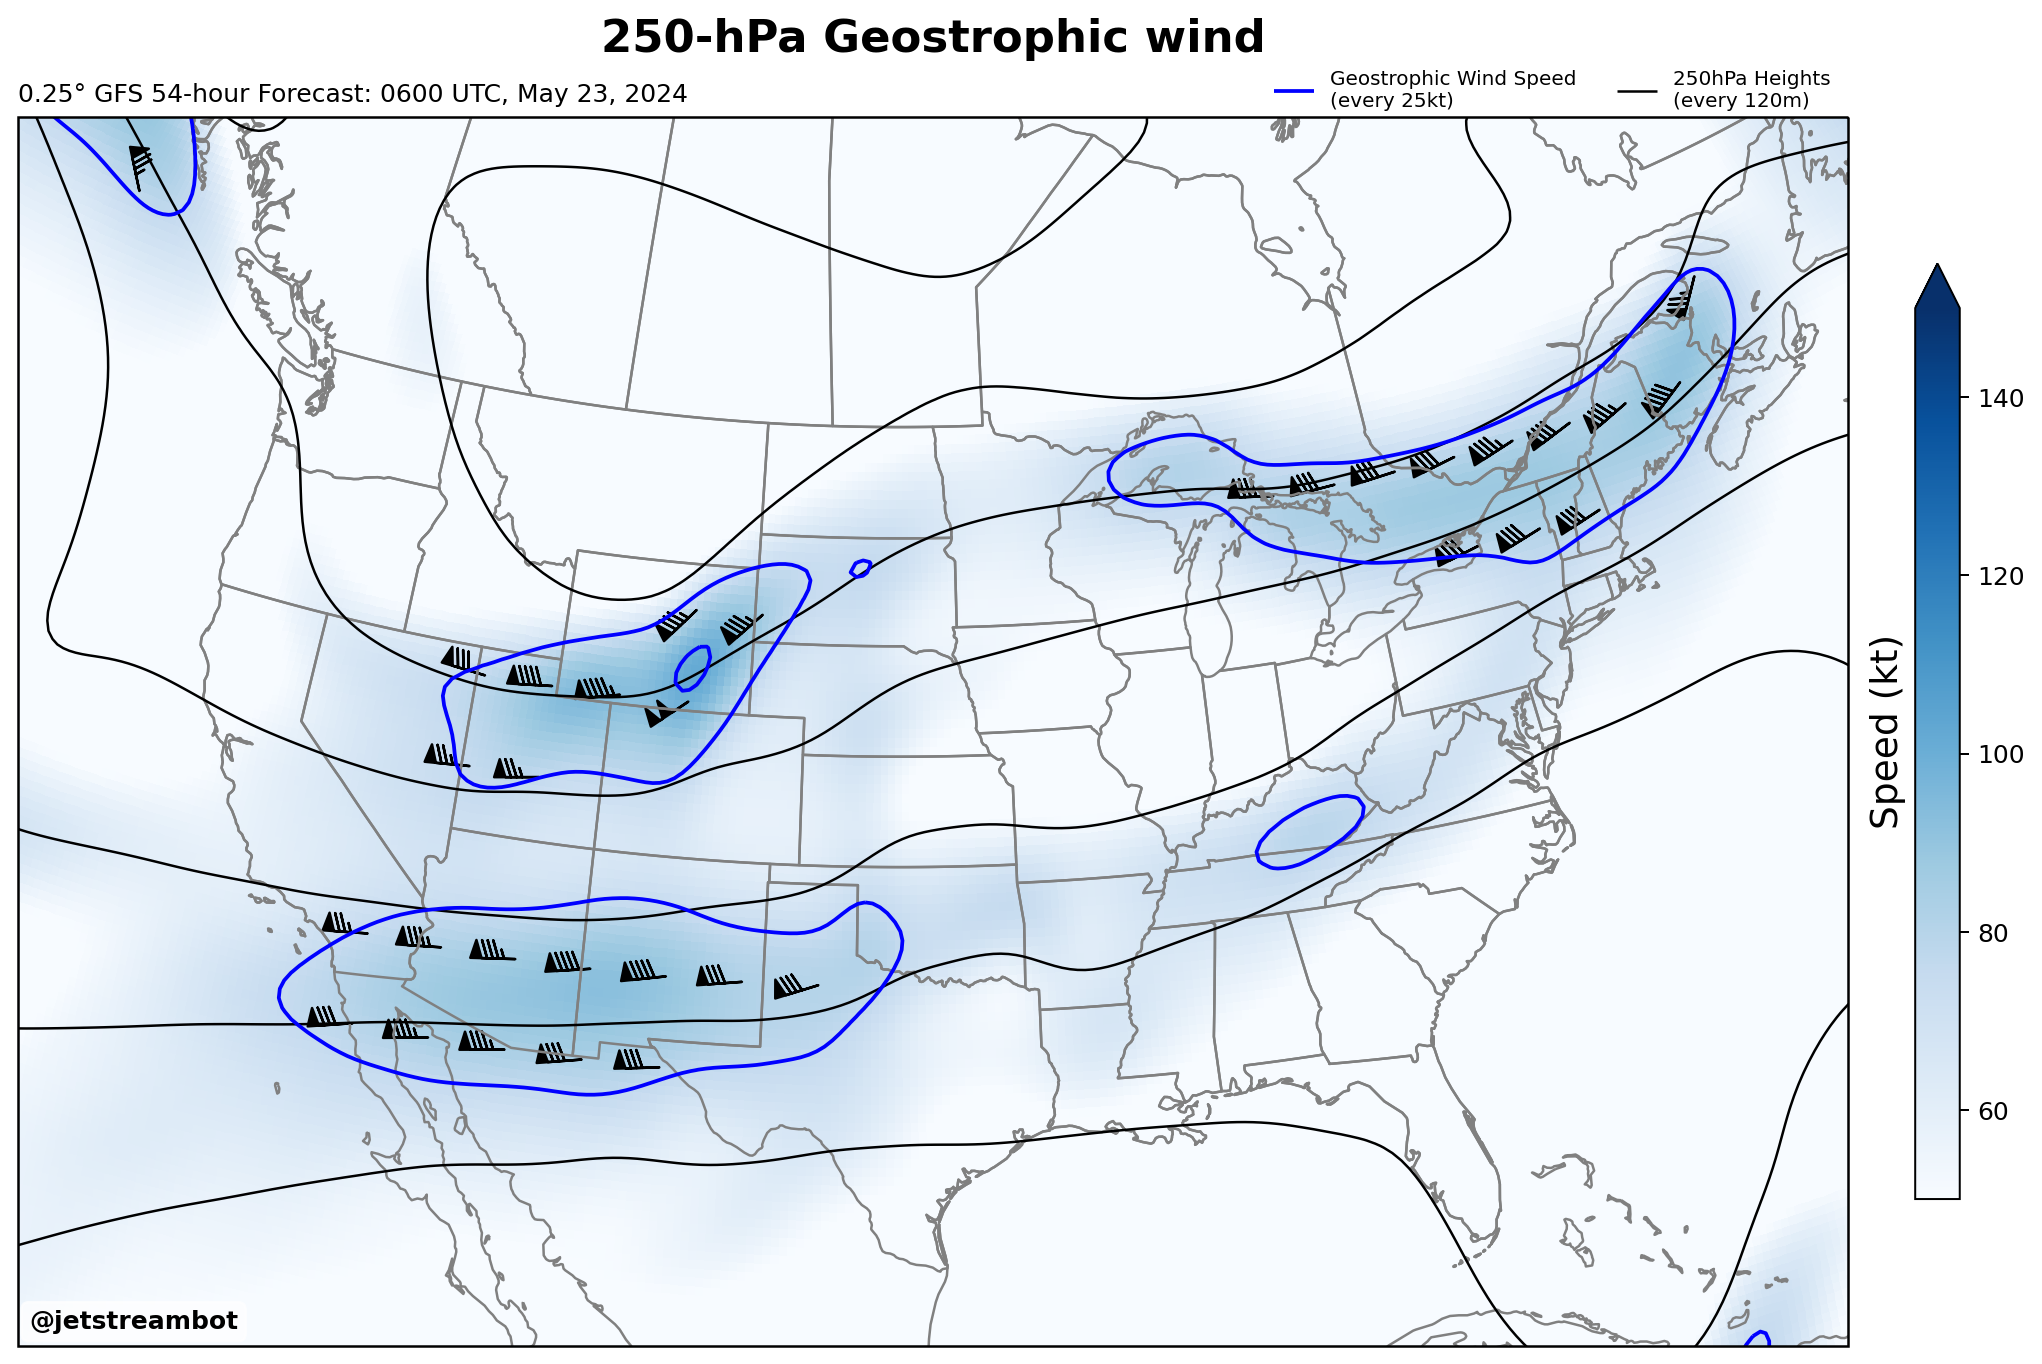 250-hPa Geostrophic wind
0.25° GFS 54-hour Forecast: 0600 UTC, May 23, 2024
Geostrophic Wind Speed
(every 25kt)
250hPa Heights
(every 120m)
140
120
100
80
60
Speed (kt)
@jetstreambot